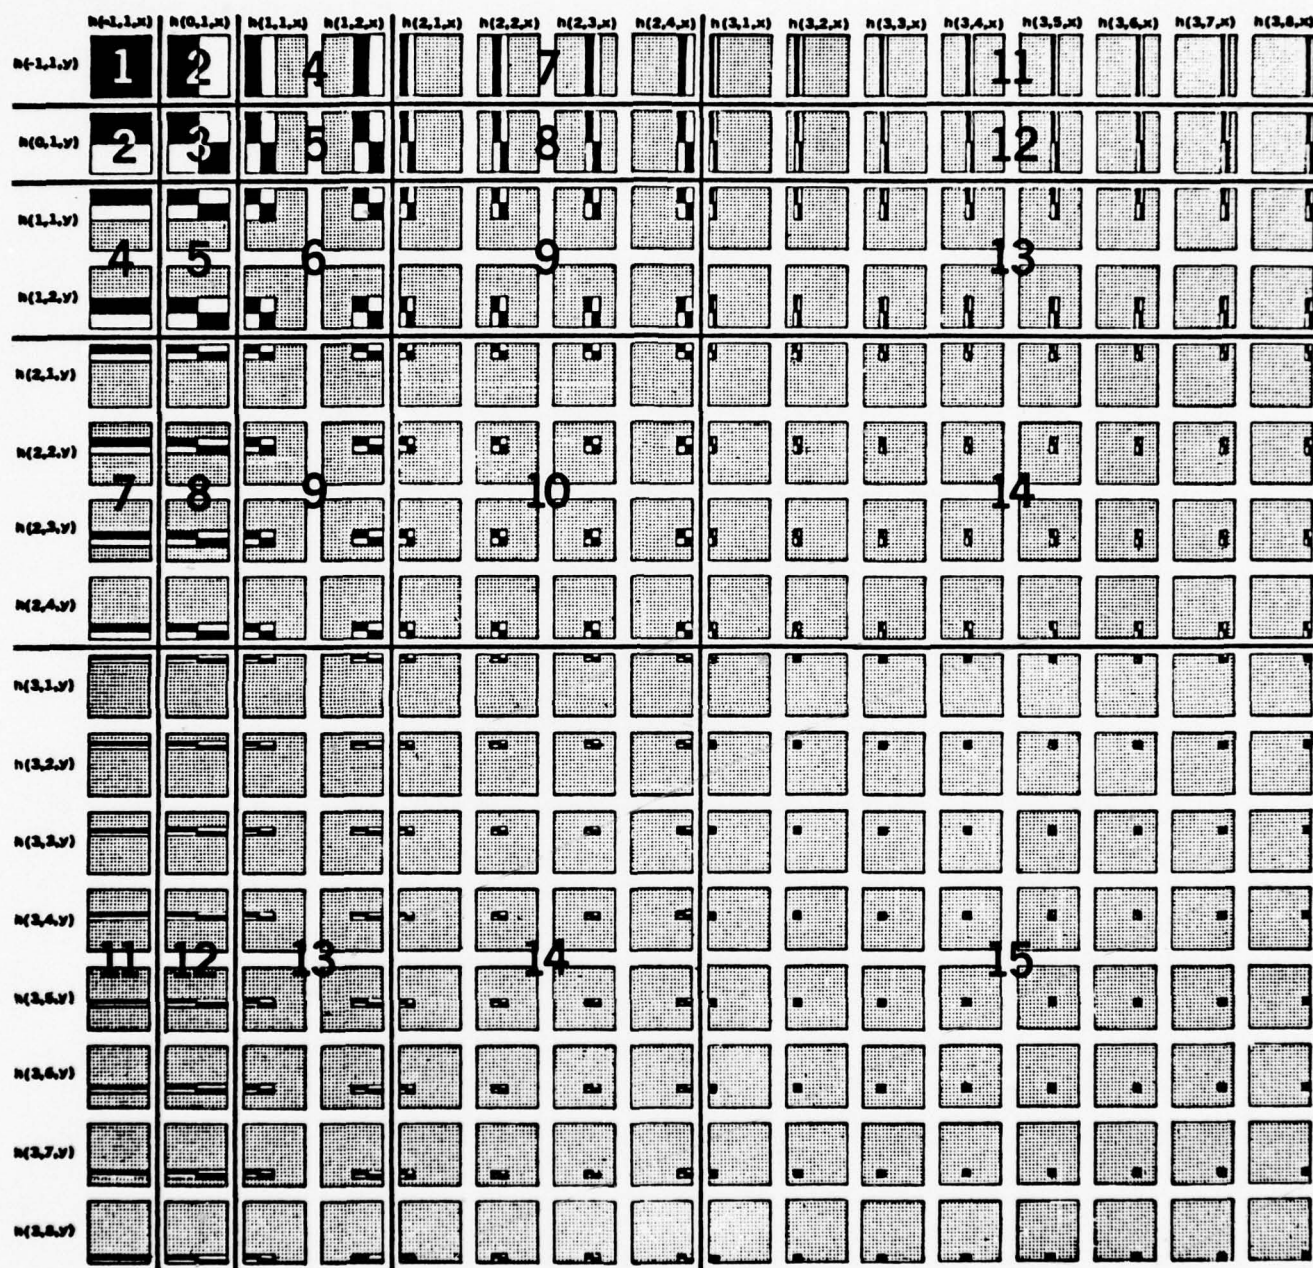 h(-1,1,x) h(0,1,x) h(1,1,x) h(1,2,x) h(2,1,x) h(2,2,x) h(2,3,x) h(2,4,x) h(3,1,x) h(3,2,x) h(3,3,x) h(3,4,x) h(3,5,x) h(3,6,x) h(3,7,x) h(3,8,x)
h(-1,1,y) 1 2 4 7 11
h(0,1,y) 2 3 5 8 12
h(1,1,y)
4 5 6 9 13
h(1,2,y)
h(2,1,y)
h(2,2,y)
7 8 9 10 14
h(2,3,y)
h(2,4,y)
h(3,1,y)
h(3,2,y)
h(3,3,y)
h(3,4,y)
11 12 13 14 15
h(3,5,y)
h(3,6,y)
h(3,7,y)
h(3,8,y)